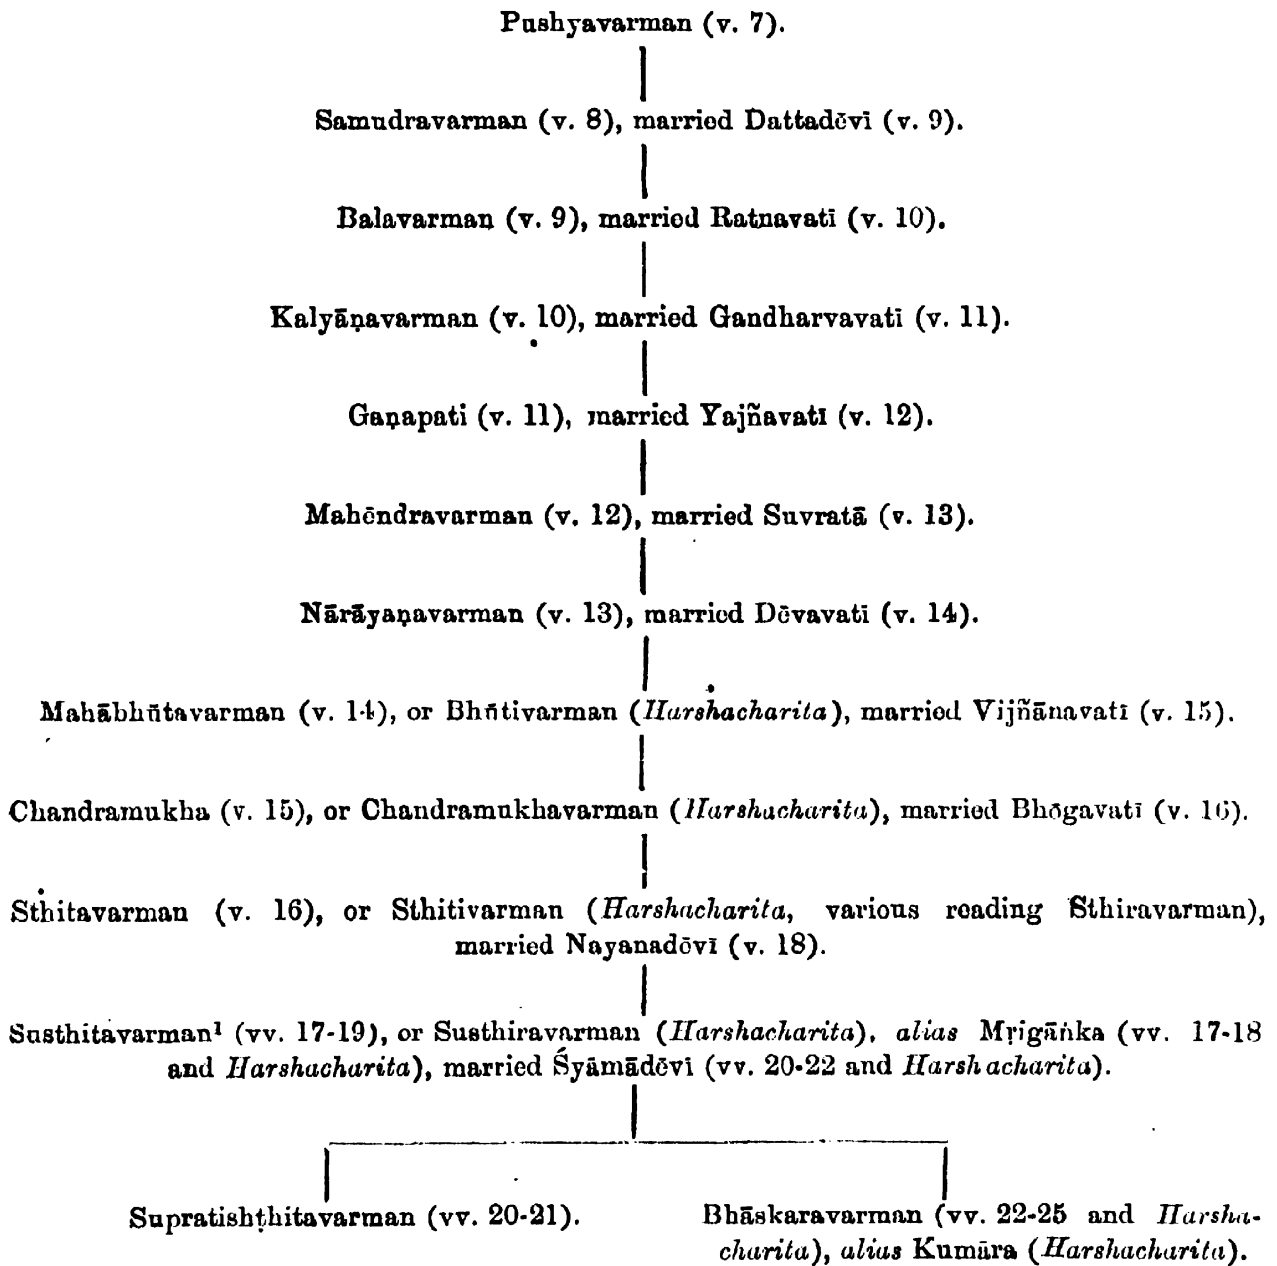 Pushyavarman (v. 7).
Samudravarman (v. 8), married Dattadēvī (v. 9).
Balavarman (v. 9), married Ratnavatī (v. 10).
Kalyāṇavarman (v. 10), married Gandharvavatī (v. 11).
Gaṇapati (v. 11), married Yajñavatī (v. 12).
Mahēndravarman (v. 12), married Suvratā (v. 13).
Nārāyaṇavarman (v. 13), married Dēvavatī (v. 14).
Mahābhūtavarman (v. 14), or Bhūtivarman (Harshacharita), married Vijñānavatī (v. 15).
Chandramukha (v. 15), or Chandramukhavarman (Harshacharita), married Bhōgavatī (v. 16).
Sthitavarman (v. 16), or Sthitivarman (Harshacharita, various reading Sthiravarman),
married Nayanadēvī (v. 18).
Susthitavarman¹ (vv. 17-19), or Susthiravarman (Harshacharita), alias Mṛigāṅka (vv. 17-18
and Harshacharita), married Śyāmādēvī (vv. 20-22 and Harshacharita).
Supratishṭhitavarman (vv. 20-21).
Bhāskaravarman (vv. 22-25 and Harsha-
charita), alias Kumāra (Harshacharita).